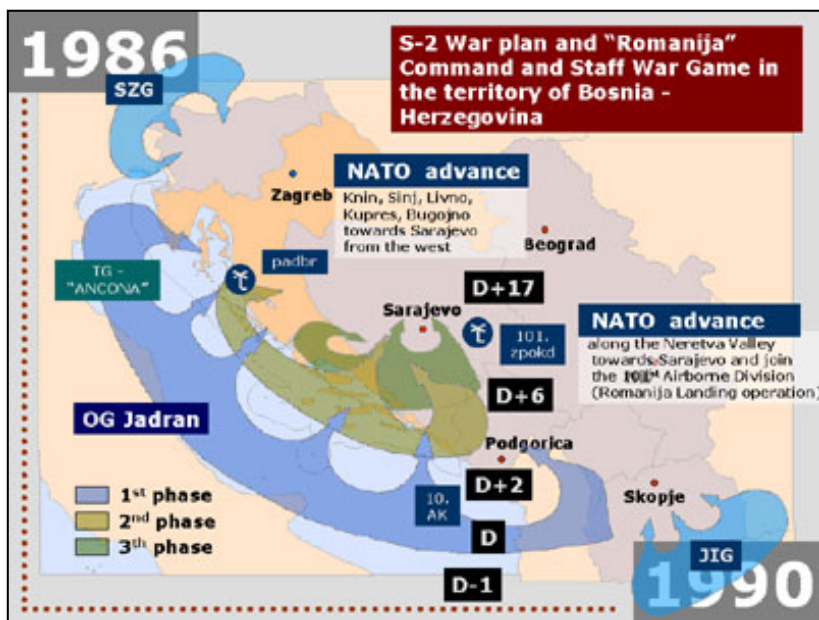 1986
SZG
S-2 War plan and "Romanija"
Command and Staff War Game in
the territory of Bosnia -
Herzegovina
NATO advance
Knin, Sinj, Livno,
Kupres, Bugojno
towards Sarajevo
from the west
Zagreb
Beograd
padbr
TG -
"ANCONA"
D+17
Sarajevo
101.
zpokd
NATO advance
along the Neretva Valley
towards Sarajevo and join
the 101st Airborne Division
(Romanija Landing operation)
D+6
OG Jadran
Podgorica
D+2
Skopje
1st phase
2nd phase
3th phase
10.
AK
D
D-1
JIG
1990